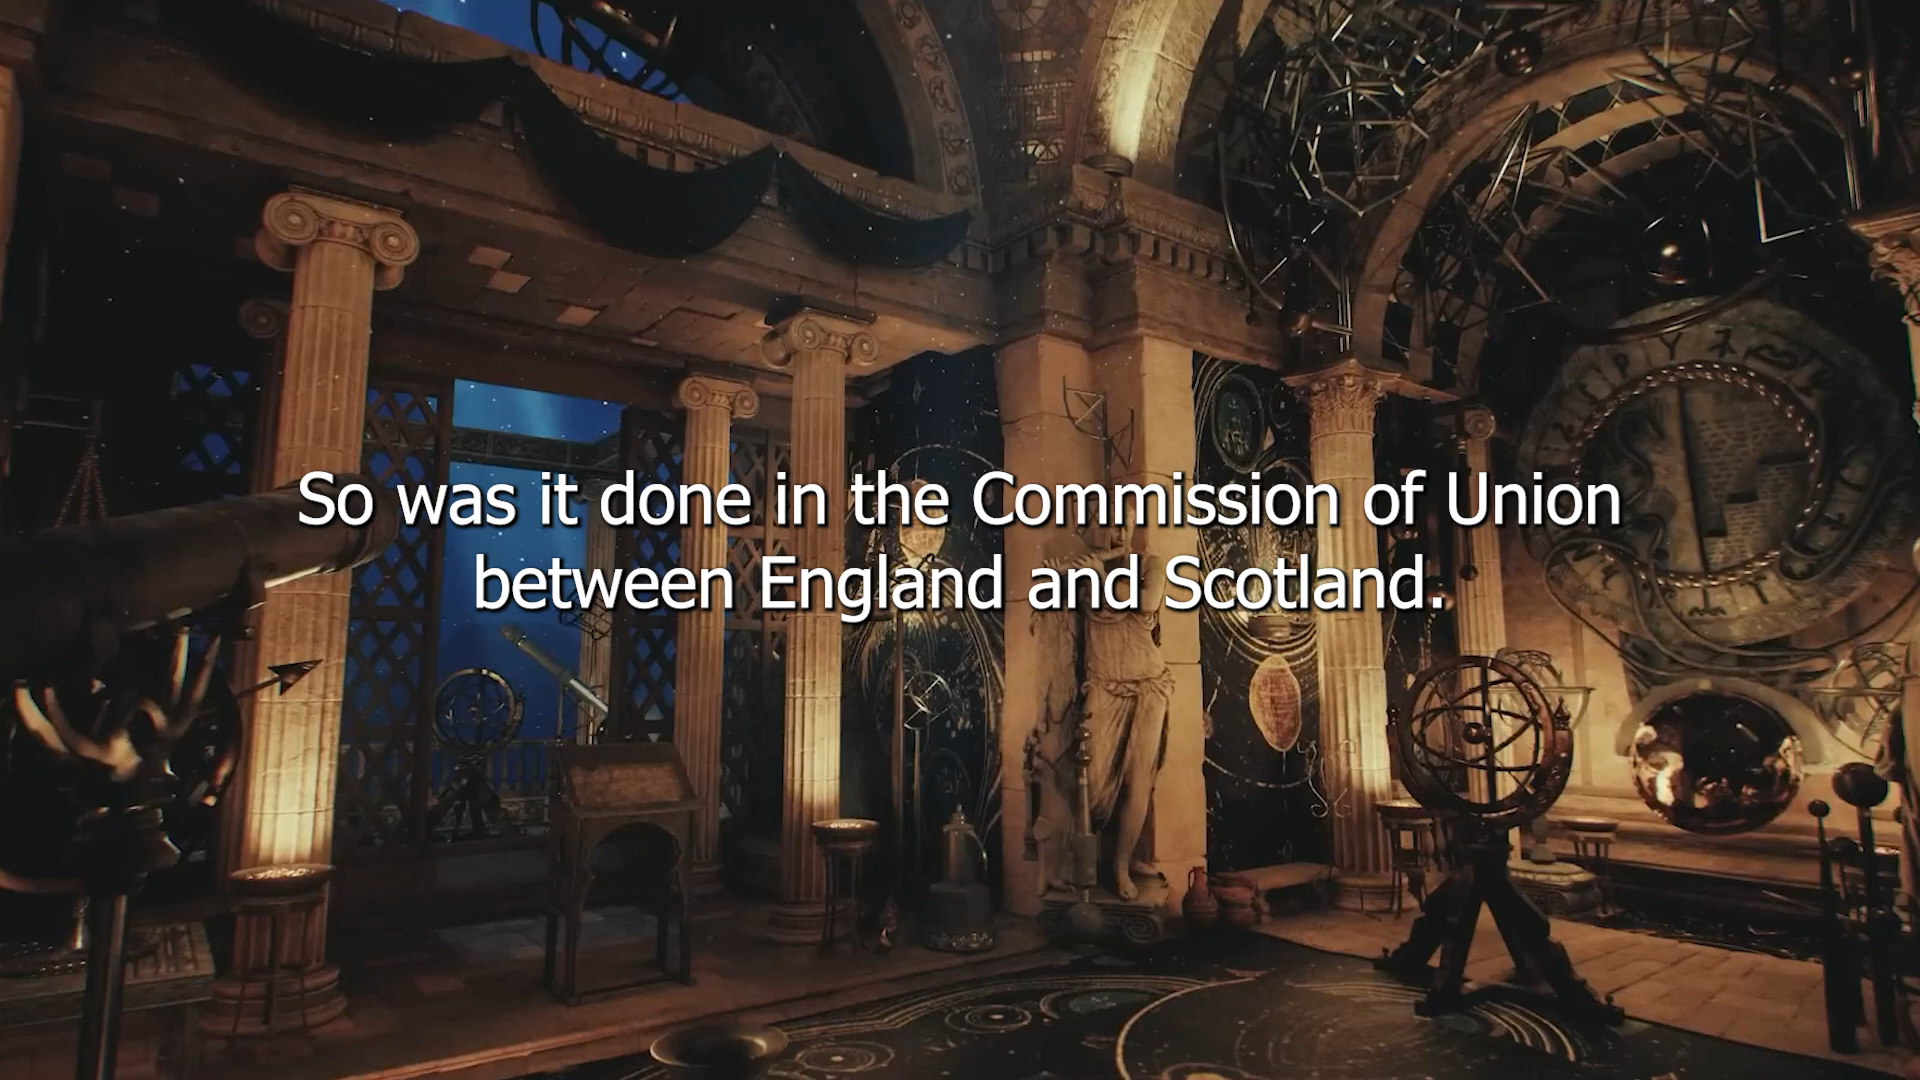 So was it done in the Commission of Union
between England and Scotland.